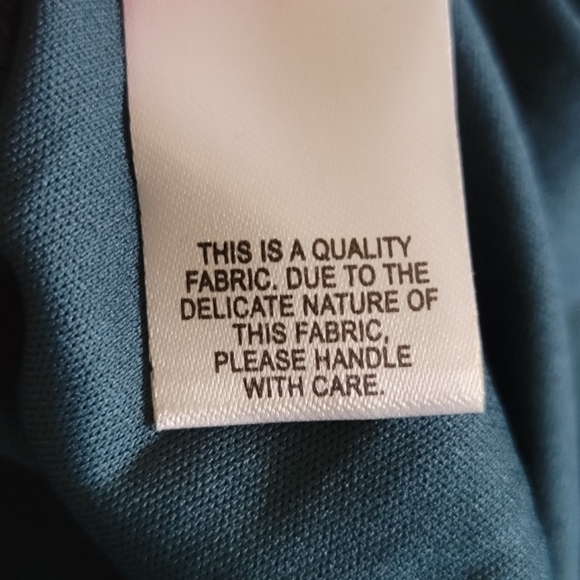 THIS IS A QUALITY
FABRIC. DUE TO THE
DELICATE NATURE OF
THIS FABRIC,
PLEASE HANDLE
WITH CARE.